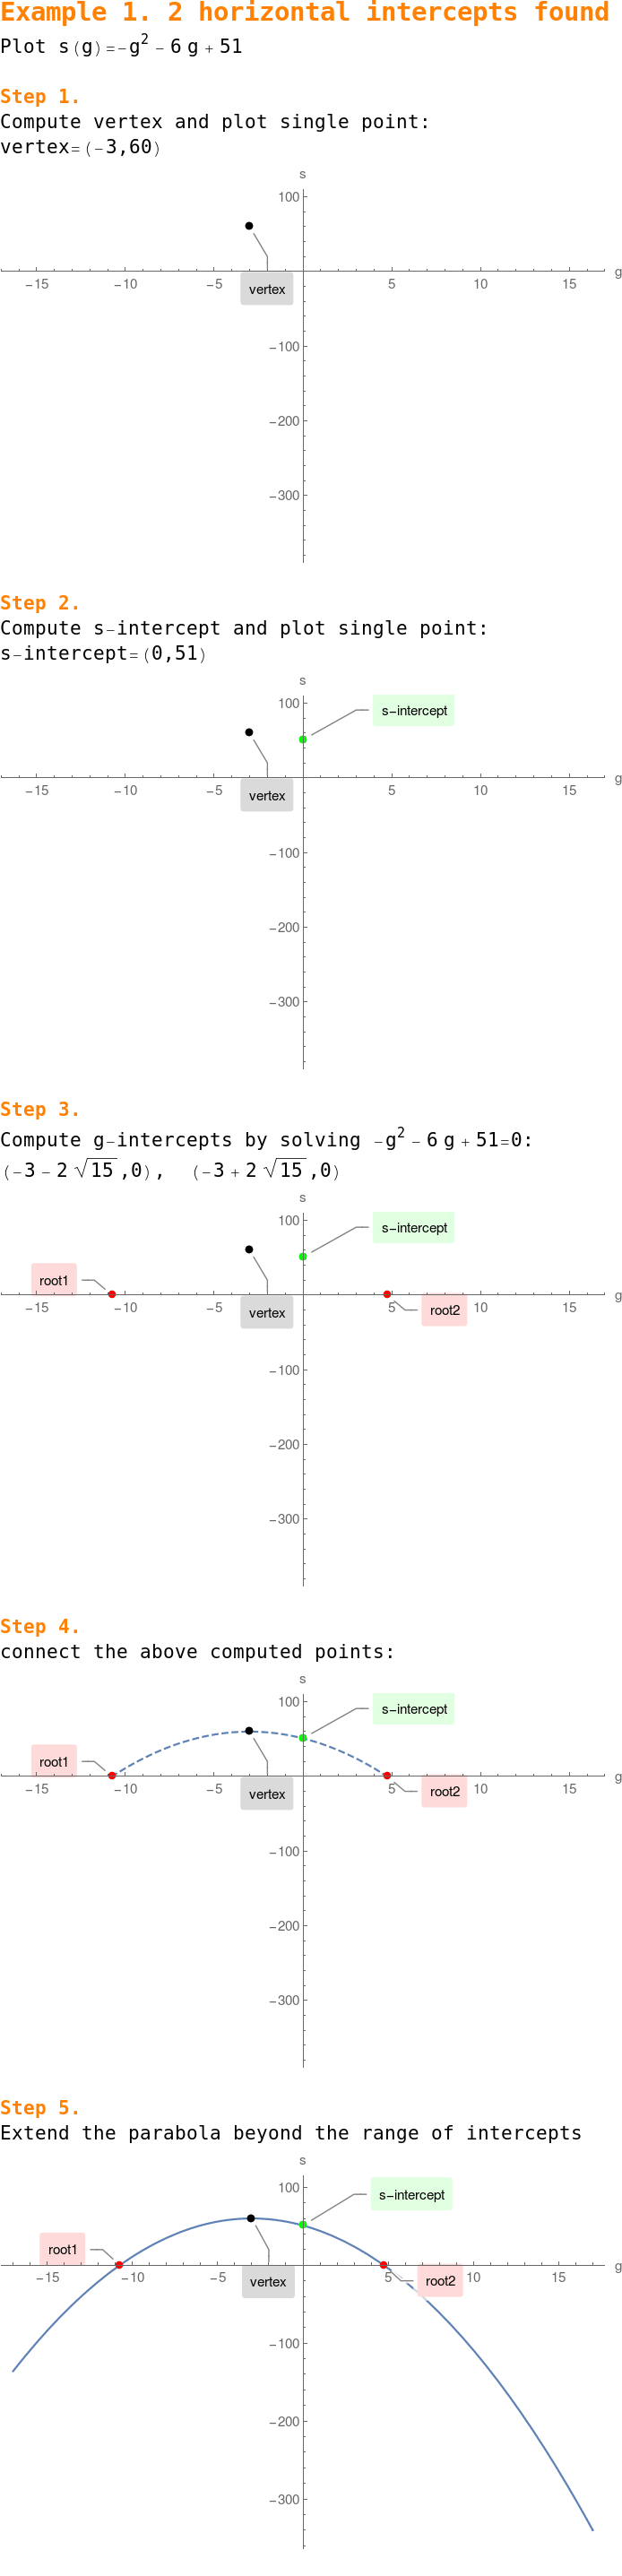 Example 1. 2 horizontal intercepts found
Plot s(g)=-g² - 6 g + 51
Step 1.
Compute vertex and plot single point:
vertex=(-3,60)
s
100
vertex
g
-15 -10 -5 5 10 15
-100
-200
-300
Step 2.
Compute s-intercept and plot single point:
s-intercept=(0,51)
s
100
s-intercept
vertex
g
-15 -10 -5 5 10 15
-100
-200
-300
Step 3.
Compute g-intercepts by solving -g² - 6 g + 51=0:
(-3 - 2 √15 ,0), (-3 + 2 √15 ,0)
s
100
s-intercept
root1
g
-15 -10 -5 5 10 15
vertex
root2
-100
-200
-300
Step 4.
connect the above computed points:
s
100
s-intercept
root1
g
-15 -10 -5 5 10 15
vertex
root2
-100
-200
-300
Step 5.
Extend the parabola beyond the range of intercepts
s
100
s-intercept
root1
g
-15 -10 -5 5 10 15
vertex
root2
-100
-200
-300